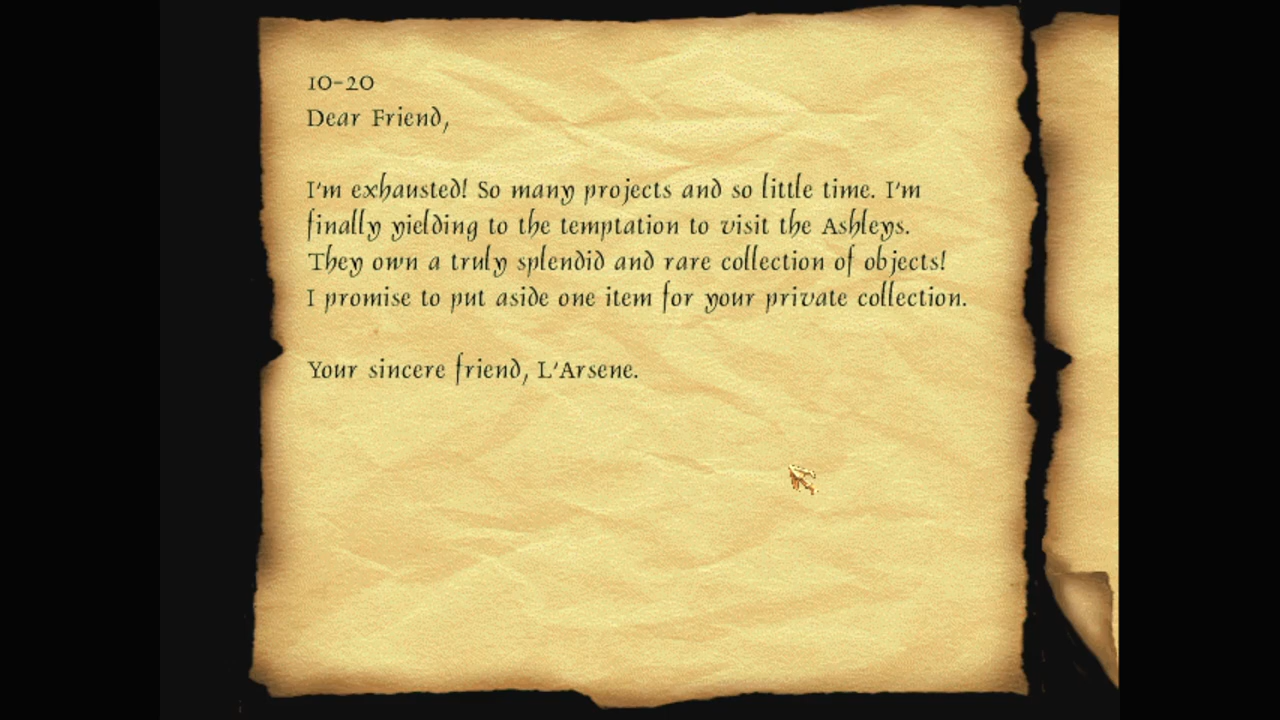 10-20
Dear Friend,
I'm exhausted! So many projects and so little time. I'm
finally yielding to the temptation to visit the Ashleys.
They own a truly splendid and rare collection of objects!
I promise to put aside one item for your private collection.
Your sincere friend, L'Arsene.